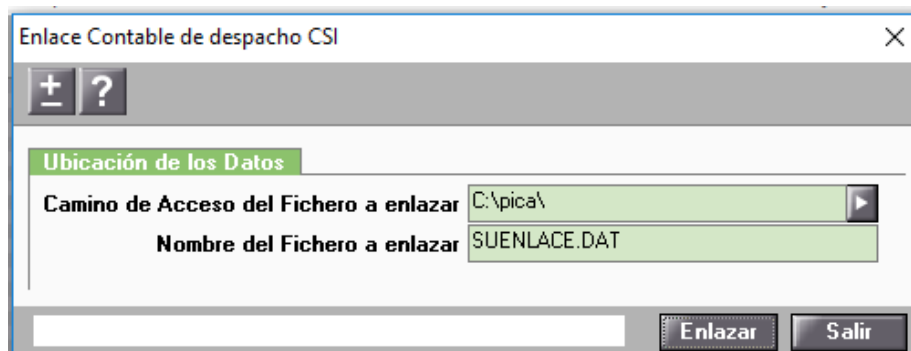 Enlace Contable de despacho CSI
±?
Ubicación de los Datos
Camino de Acceso del Fichero a enlazar C:\pica\
Nombre del Fichero a enlazar SUENLACE.DAT
Enlazar Salir